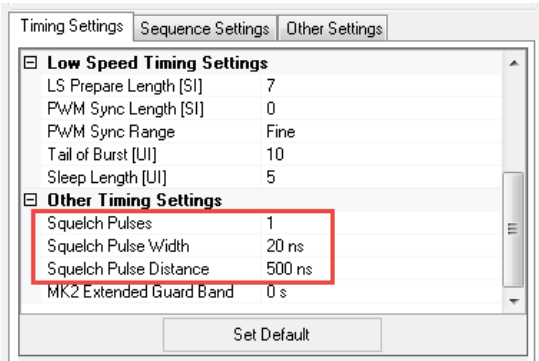 Timing Settings Sequence Settings Other Settings
Low Speed Timing Settings
LS Prepare Length [SI] 7
PWM Sync Length [SI] 0
PWM Sync Range Fine
Tail of Burst [UI] 10
Sleep Length [UI] 5
Other Timing Settings
Squelch Pulses 1
Squelch Pulse Width 20 ns
Squelch Pulse Distance 500 ns
MK2 Extended Guard Band 0 s
Set Default